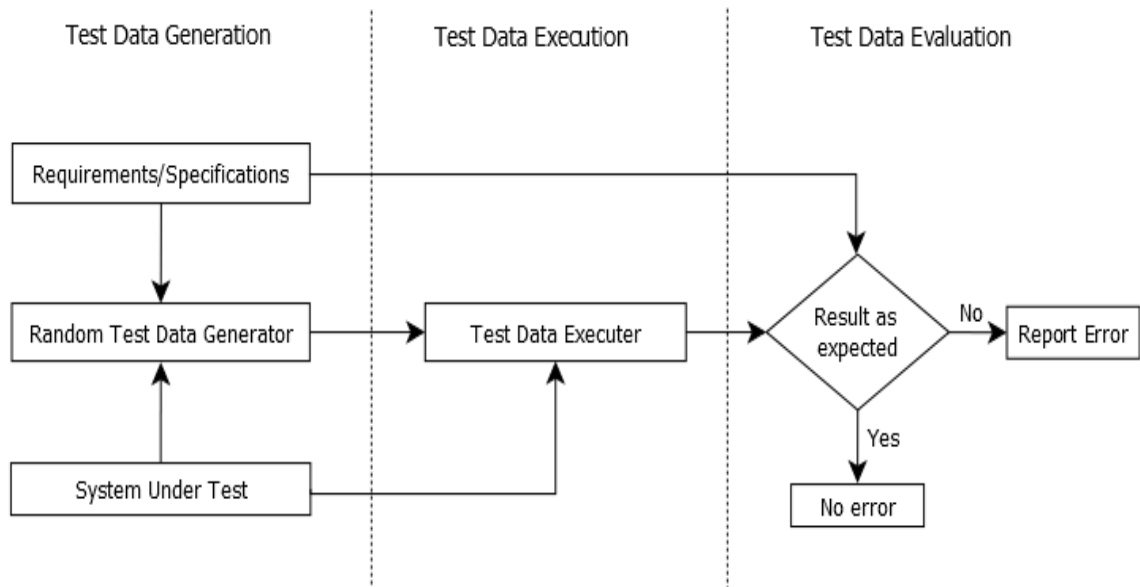 Test Data Generation
Test Data Execution
Test Data Evaluation
Requirements/Specifications
Random Test Data Generator
Test Data Executer
Result as
expected
No
Report Error
Yes
System Under Test
No error